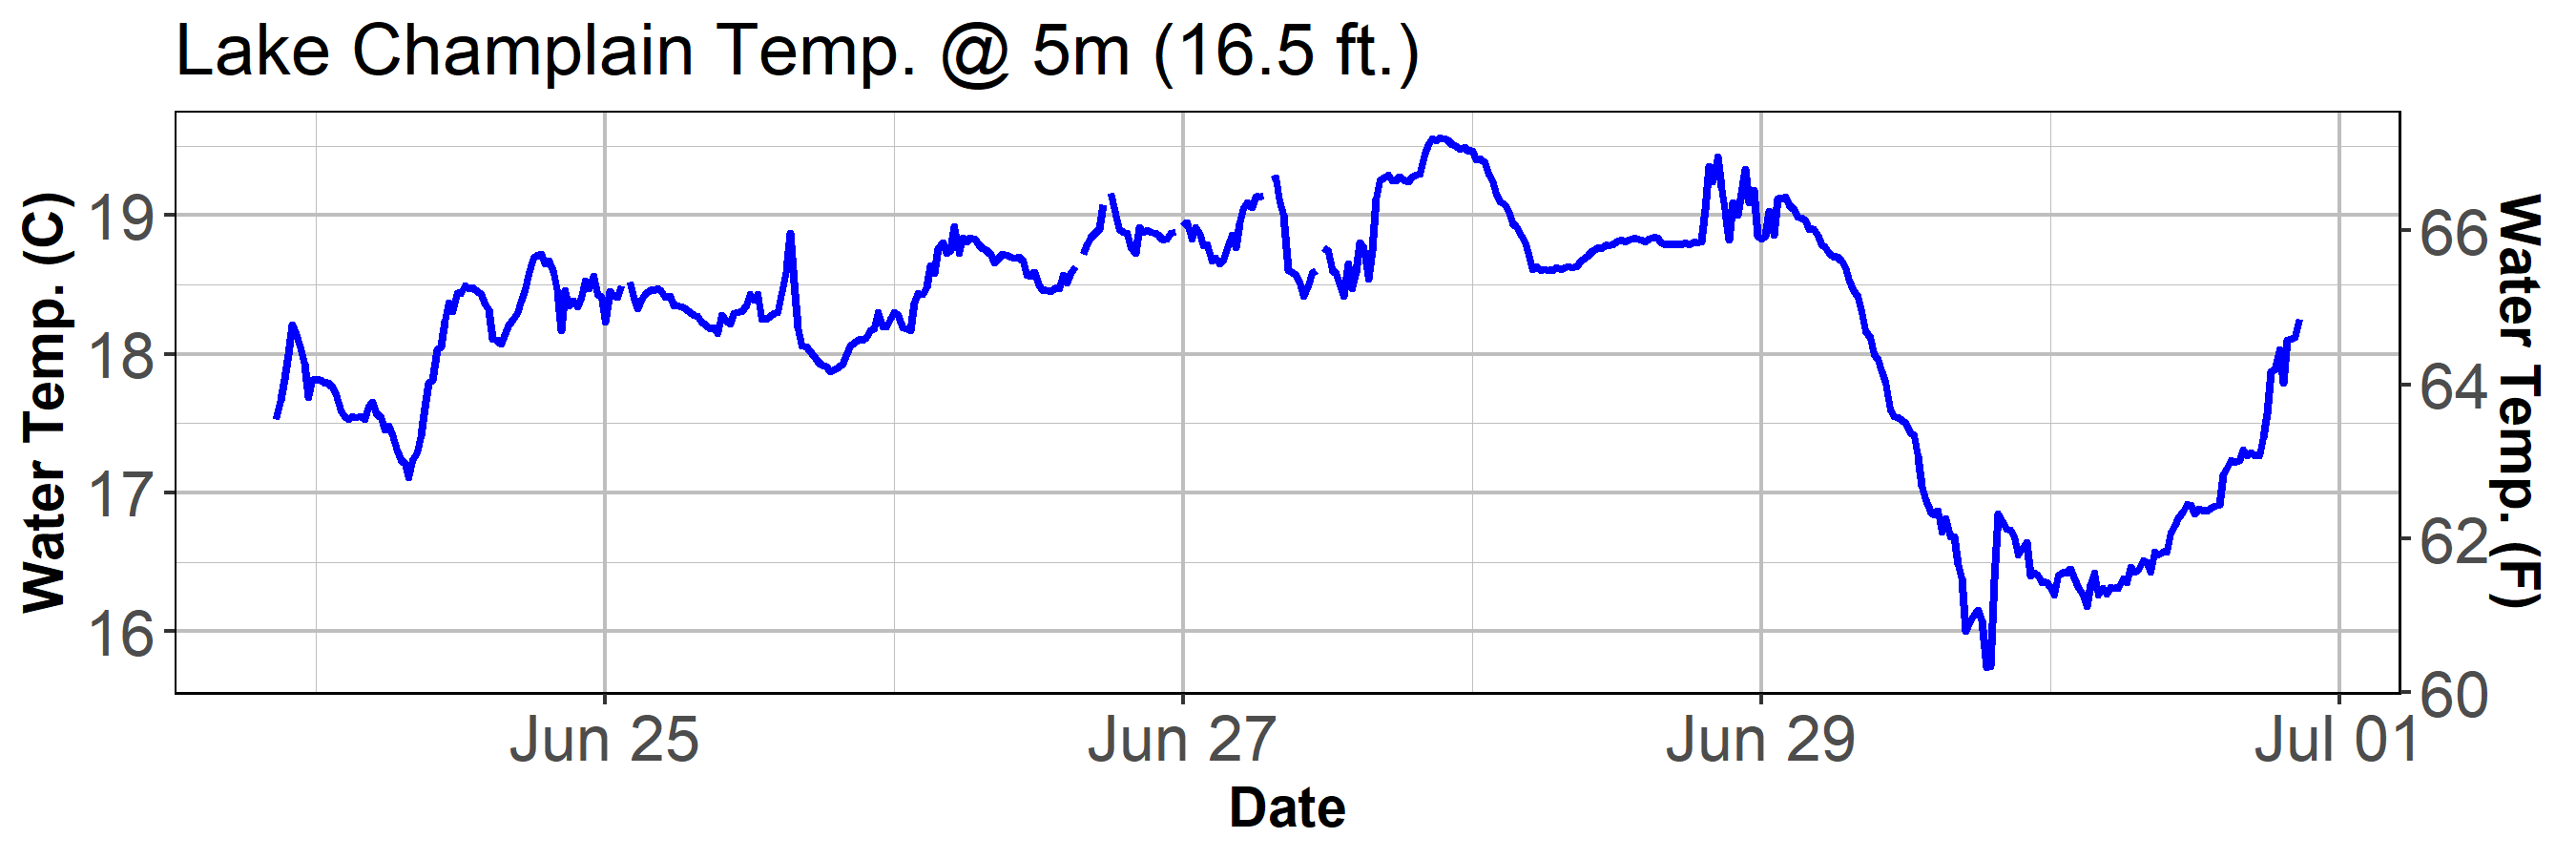 Lake Champlain Temp. @ 5m (16.5 ft.)
Water Temp. (C)
19
18
17
16
66
64
62
60
Water Temp. (F)
Jun 25
Jun 27
Jun 29
Jul 01
Date